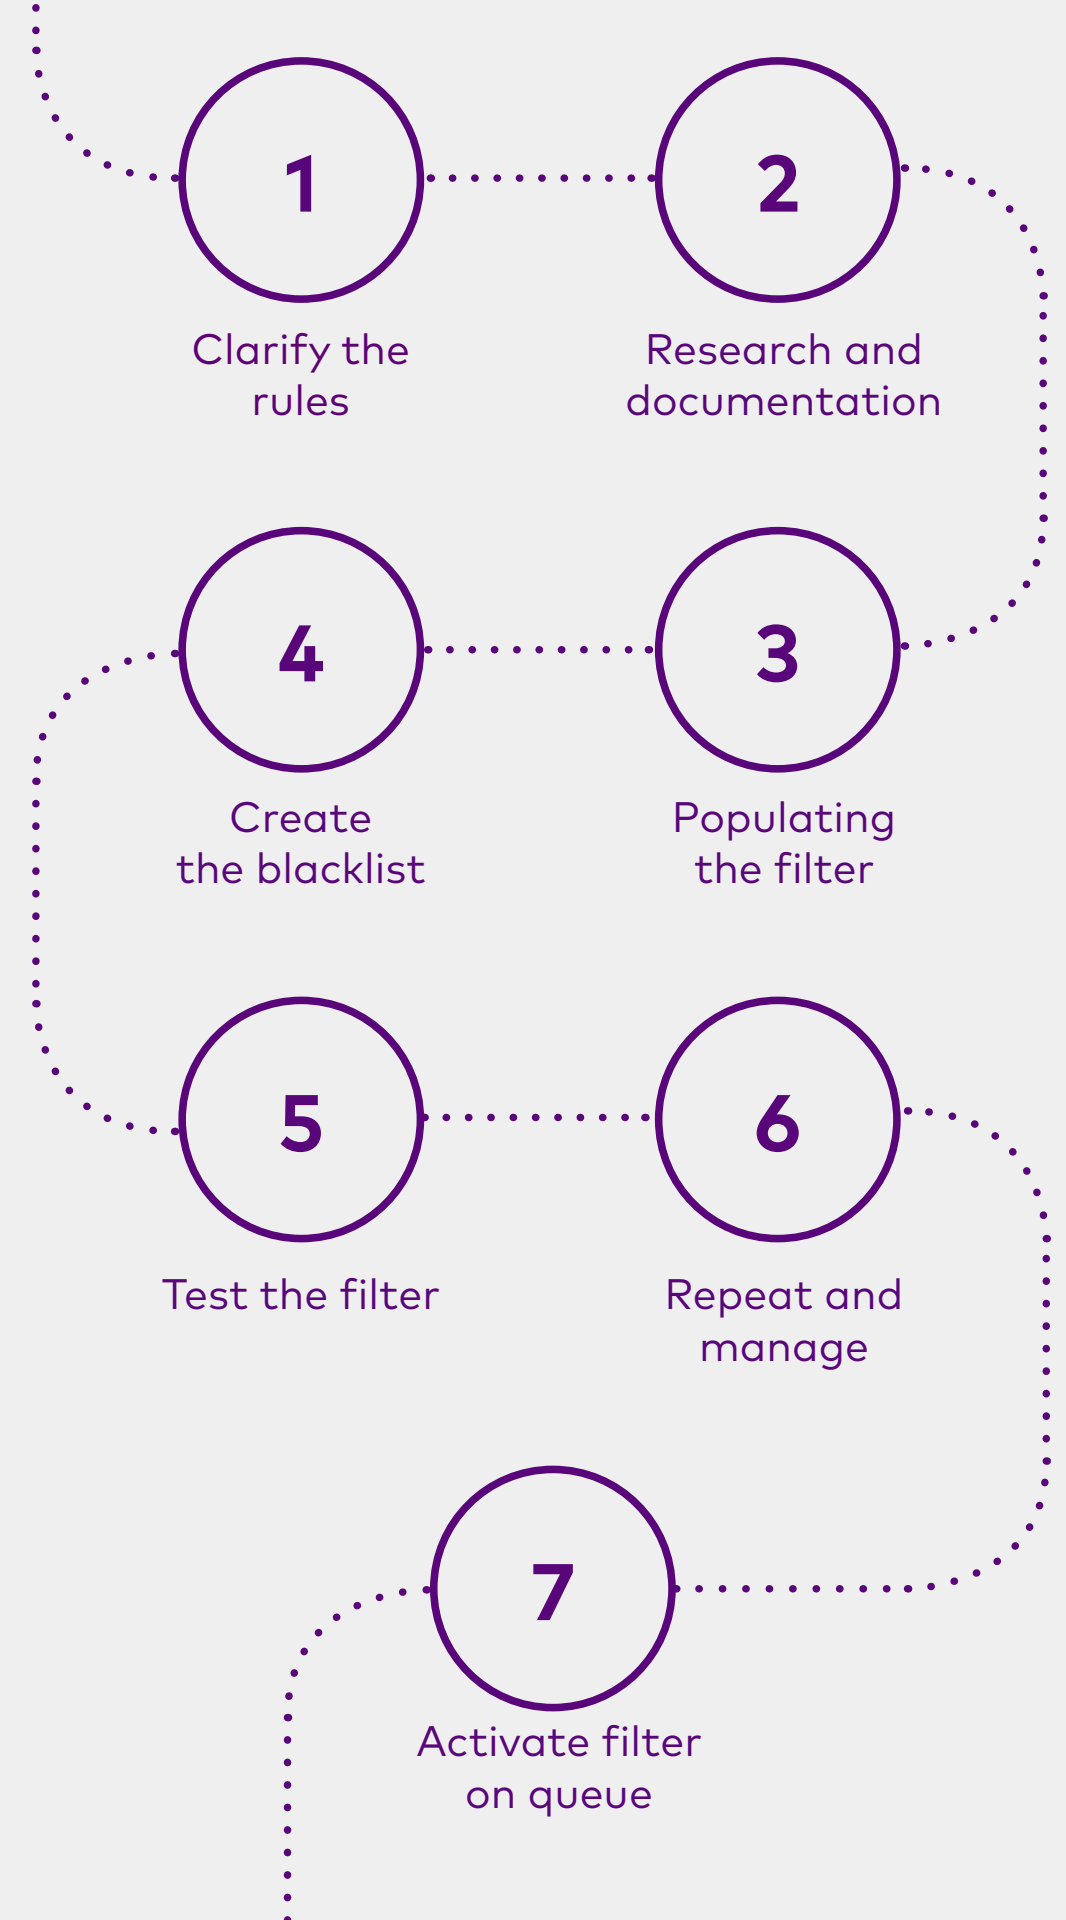 1
Clarify the
rules
2
Research and
documentation
3
Populating
the filter
4
Create
the blacklist
5
Test the filter
6
Repeat and
manage
7
Activate filter
on queue